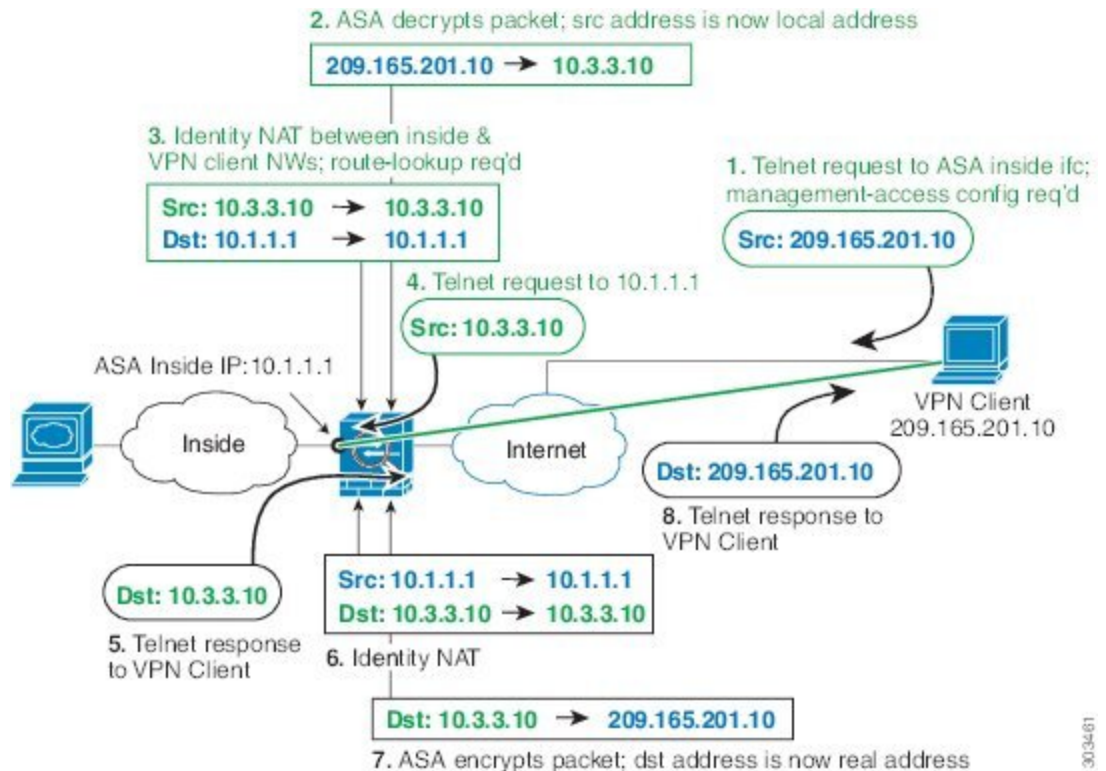 2. ASA decrypts packet; src address is now local address
209.165.201.10 → 10.3.3.10
3. Identity NAT between inside &
VPN client NWs; route-lookup req'd
Src: 10.3.3.10 → 10.3.3.10
Dst: 10.1.1.1 → 10.1.1.1
1. Telnet request to ASA inside ifc;
management-access config req'd
Src: 209.165.201.10
4. Telnet request to 10.1.1.1
Src: 10.3.3.10
ASA Inside IP:10.1.1.1
Inside
Internet
VPN Client
209.165.201.10
Dst: 209.165.201.10
8. Telnet response to
VPN Client
Dst: 10.3.3.10
5. Telnet response
to VPN Client
Src: 10.1.1.1 → 10.1.1.1
Dst: 10.3.3.10 → 10.3.3.10
6. Identity NAT
Dst: 10.3.3.10 → 209.165.201.10
7. ASA encrypts packet; dst address is now real address
303461